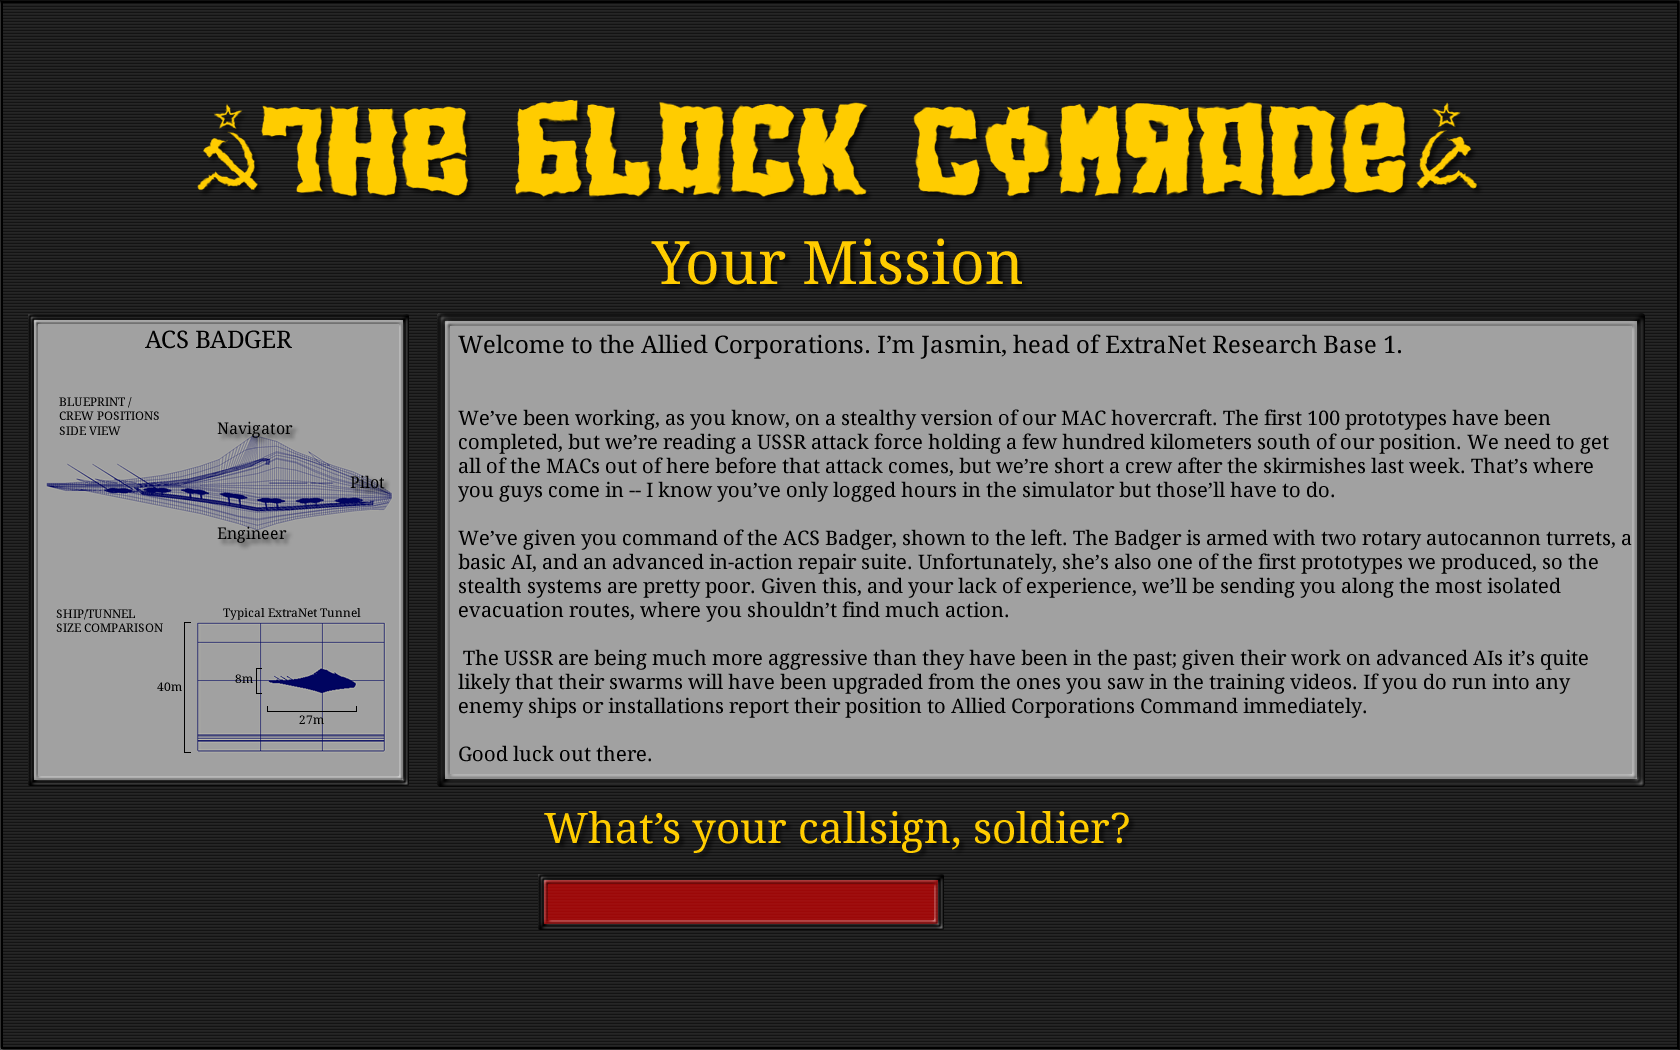 THE BLACK COMRADE
Your Mission
ACS BADGER
BLUEPRINT /
CREW POSITIONS
SIDE VIEW
Navigator
Pilot
Engineer
SHIP/TUNNEL
SIZE COMPARISON
Typical ExtraNet Tunnel
40m
8m
27m
Welcome to the Allied Corporations. I’m Jasmin, head of ExtraNet Research Base 1.
We’ve been working, as you know, on a stealthy version of our MAC hovercraft. The first 100 prototypes have been
completed, but we’re reading a USSR attack force holding a few hundred kilometers south of our position. We need to get
all of the MACs out of here before that attack comes, but we’re short a crew after the skirmishes last week. That’s where
you guys come in -- I know you’ve only logged hours in the simulator but those’ll have to do.
We’ve given you command of the ACS Badger, shown to the left. The Badger is armed with two rotary autocannon turrets, a
basic AI, and an advanced in-action repair suite. Unfortunately, she’s also one of the first prototypes we produced, so the
stealth systems are pretty poor. Given this, and your lack of experience, we’ll be sending you along the most isolated
evacuation routes, where you shouldn’t find much action.
The USSR are being much more aggressive than they have been in the past; given their work on advanced AIs it’s quite
likely that their swarms will have been upgraded from the ones you saw in the training videos. If you do run into any
enemy ships or installations report their position to Allied Corporations Command immediately.
Good luck out there.
What’s your callsign, soldier?